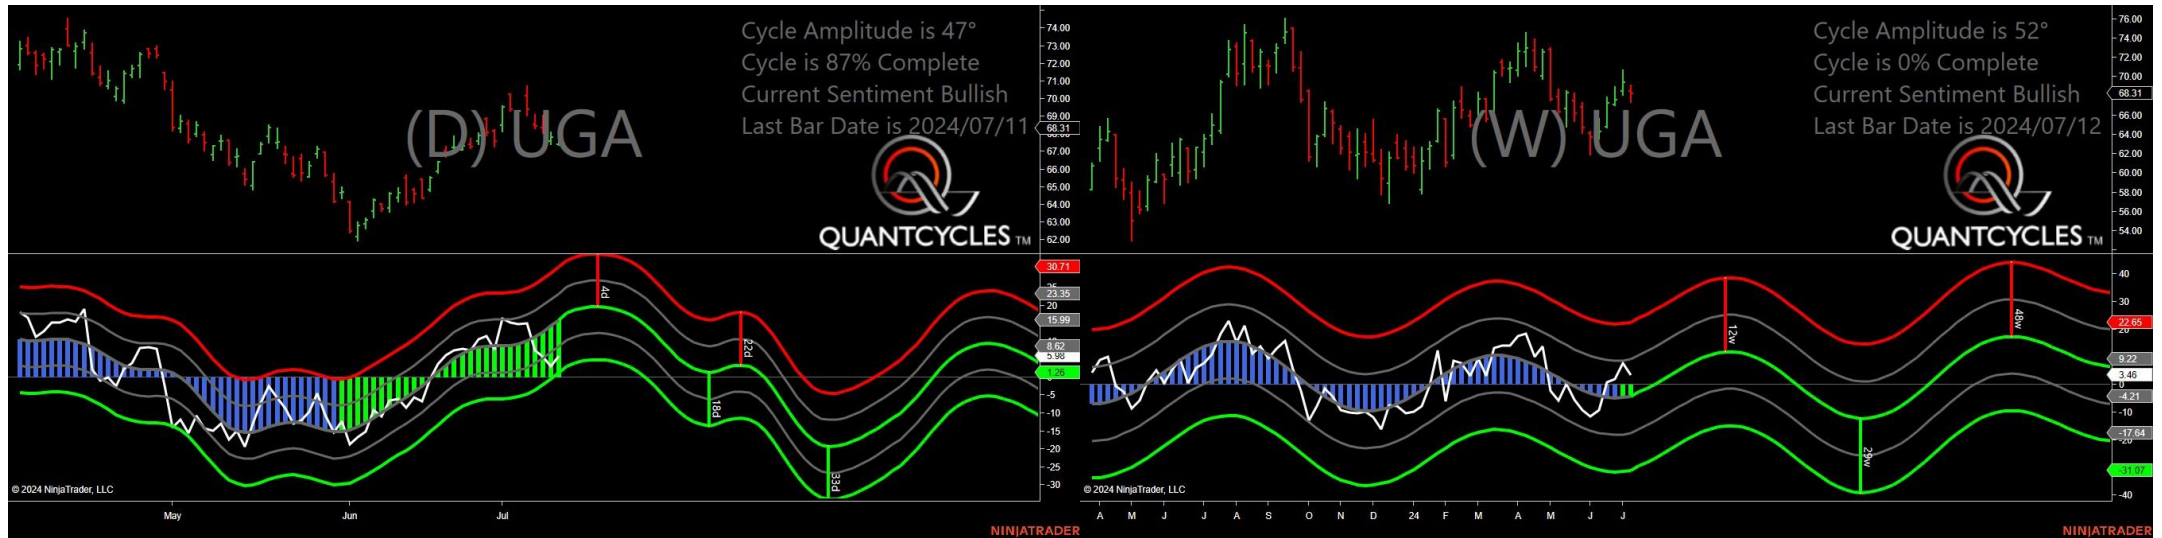 Cycle Amplitude is 47°
Cycle is 87% Complete
Current Sentiment Bullish
Last Bar Date is 2024/07/11
(D) UGA
QUANTCYCLES TM
74.00
73.00
72.00
71.00
70.00
69.00
68.31
67.00
66.00
65.00
64.00
63.00
62.00
30.71
23.35
20
15.99
8.62
5.98
1.26
-5
-10
-15
-20
-25
-30
4d
18d
22d
33d
© 2024 NinjaTrader, LLC
May Jun Jul
NINJATRADER
Cycle Amplitude is 52°
Cycle is 0% Complete
Current Sentiment Bullish
Last Bar Date is 2024/07/12
(W) UGA
QUANTCYCLES TM
76.00
74.00
72.00
70.00
68.31
66.00
64.00
62.00
60.00
58.00
56.00
54.00
40
30
22.65
9.22
3.46
0
-4.21
-10
-17.64
-31.07
-40
12w
29w
48w
© 2024 NinjaTrader, LLC
A M J J A S O N D 24 F M A M J J
NINJATRADER